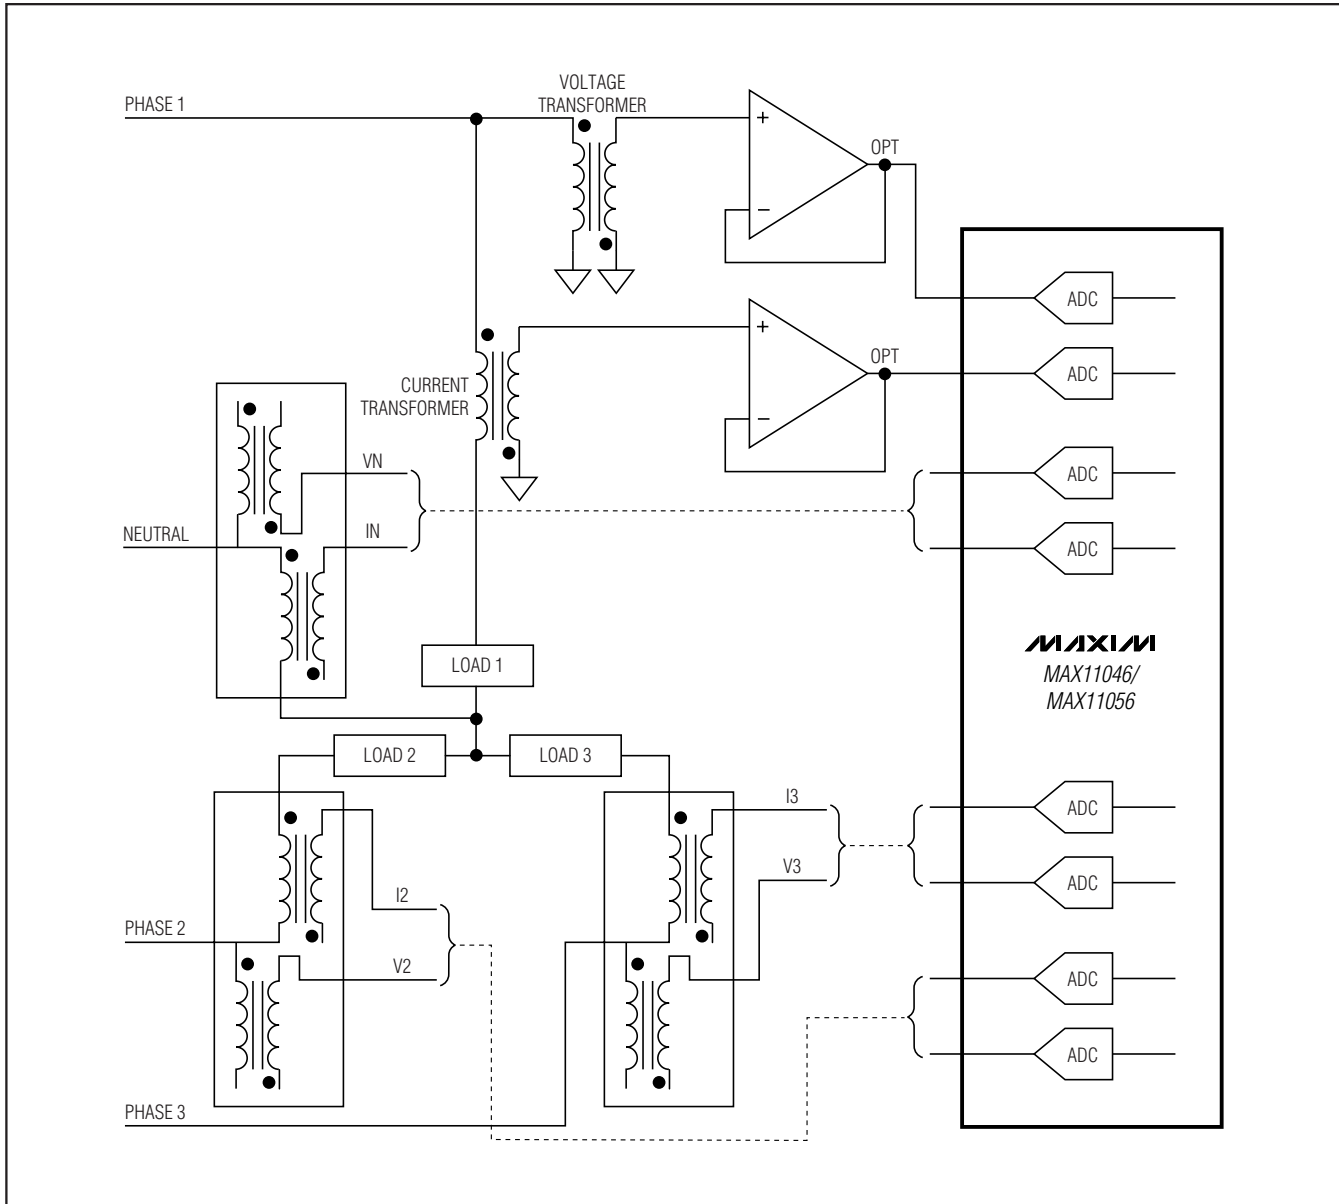 VOLTAGE
TRANSFORMER
PHASE 1
+
OPT
−
ADC
+
OPT
ADC
CURRENT
TRANSFORMER
−
VN
ADC
NEUTRAL
IN
ADC
MAXIM
LOAD 1
MAX11046/
MAX11056
LOAD 2
LOAD 3
I3
ADC
V3
ADC
I2
PHASE 2
V2
ADC
ADC
PHASE 3